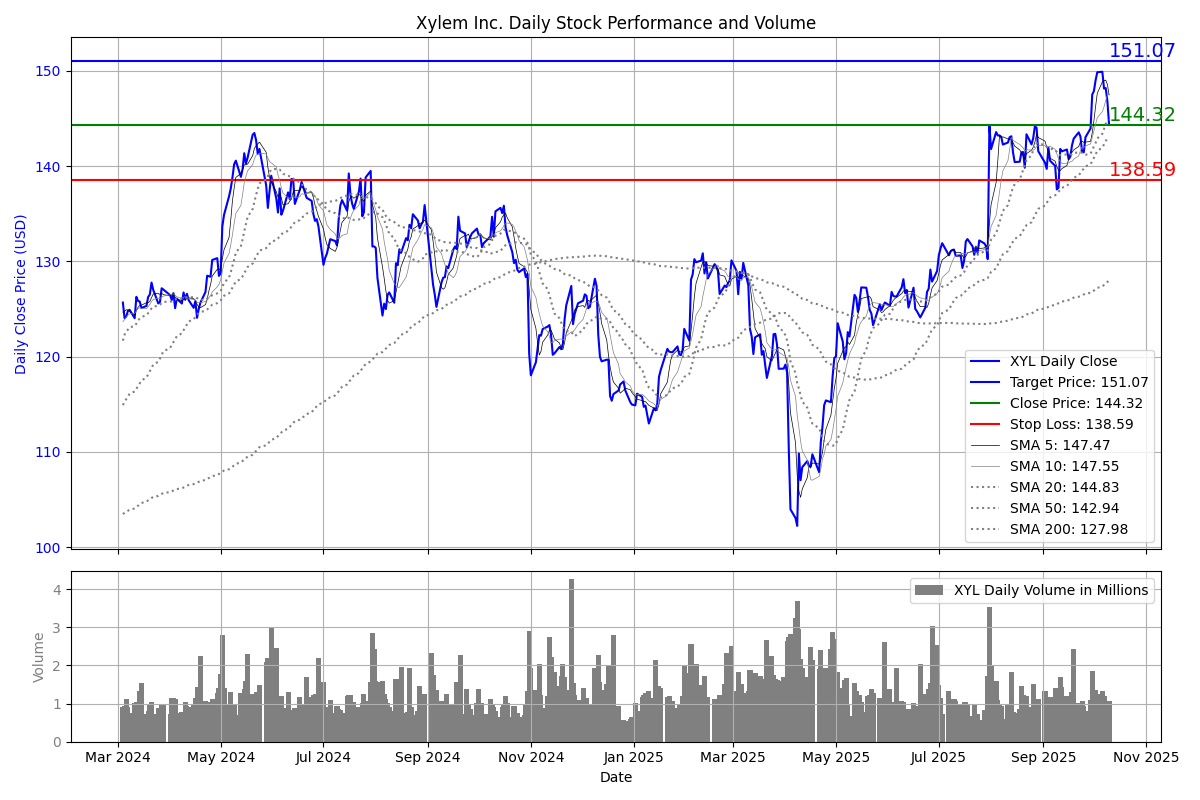 Xylem Inc. Daily Stock Performance and Volume
Daily Close Price (USD)
150
140
130
120
110
100
151.07
144.32
138.59
XYL Daily Close
Target Price: 151.07
Close Price: 144.32
Stop Loss: 138.59
SMA 5: 147.47
SMA 10: 147.55
SMA 20: 144.83
SMA 50: 142.94
SMA 200: 127.98
Volume
4
3
2
1
0
XYL Daily Volume in Millions
Mar 2024 May 2024 Jul 2024 Sep 2024 Nov 2024 Jan 2025 Mar 2025 May 2025 Jul 2025 Sep 2025 Nov 2025
Date